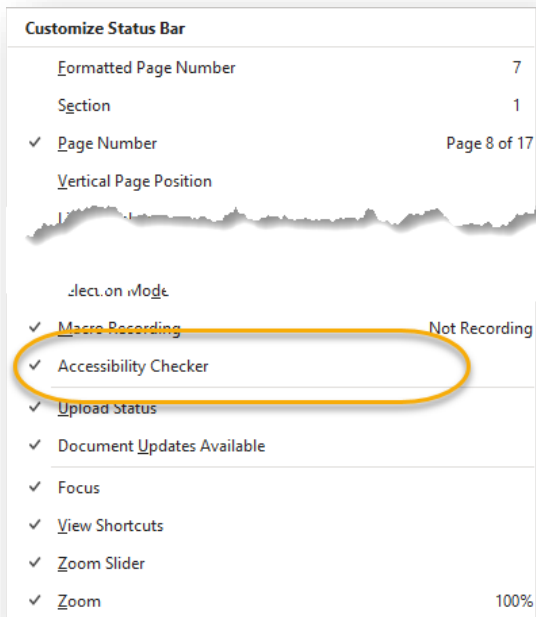 Customize Status Bar
Formatted Page Number 7
Section 1
Page Number Page 8 of 17
Vertical Page Position
Mode
Macro Recording Not Recording
Accessibility Checker
Upload Status
Document Updates Available
Focus
View Shortcuts
Zoom Slider
Zoom 100%